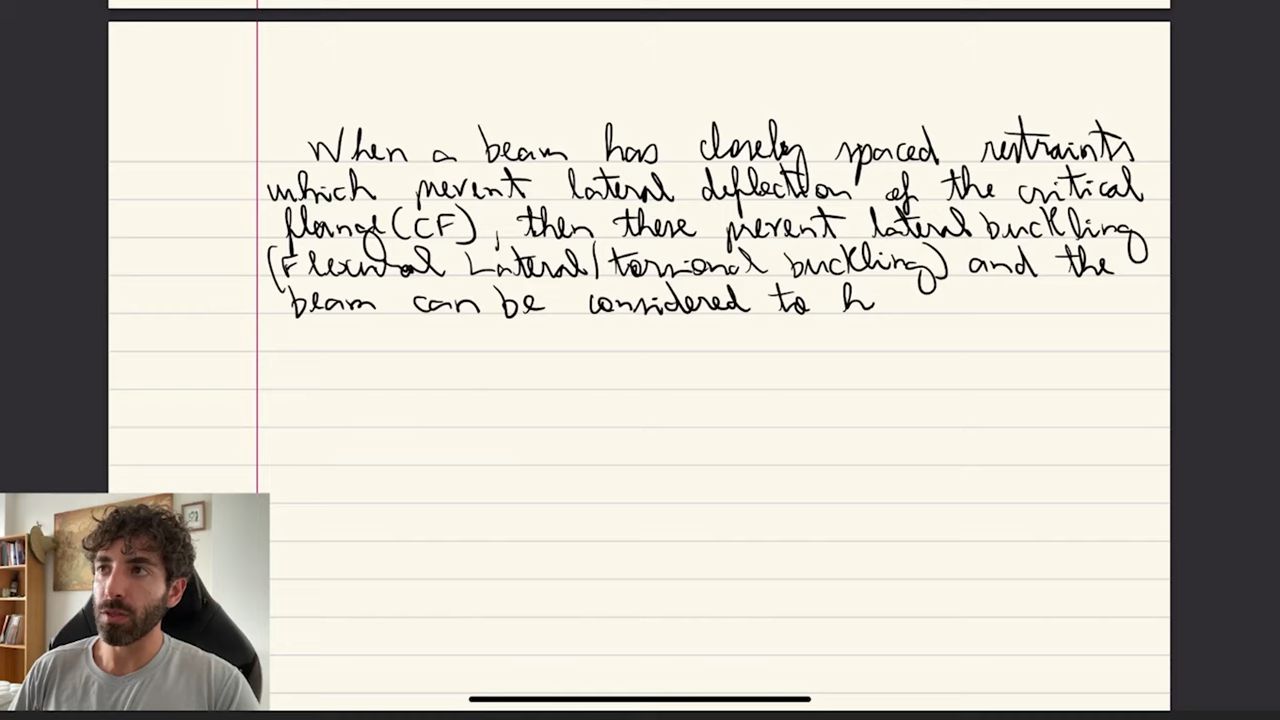 When a beam has closely spaced restraints
which prevent lateral deflection of the critical
flange (CF), then these prevent lateral buckling
(Flexural Lateral/torsional buckling) and the
beam can be considered to h